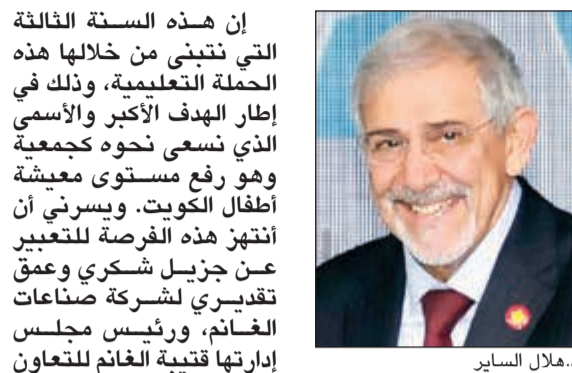 إن هذه السنة الثالثة
التي نتبنى من خلالها هذه
الحملة التعليمية، وذلك في
إطار الهدف الأكبر والأسمى
الذي نسعى نحوه كجمعية
وهو رفع مستوى معيشة
أطفال الكويت. ويسرني أن
أنتهز هذه الفرصة للتعبير
عن جزيل شكري وعمق
تقديري لشركة صناعات
الغانم، ورئيس مجلس
إدارتها قتيبة الغانم للتعاون
د.هلال الساير